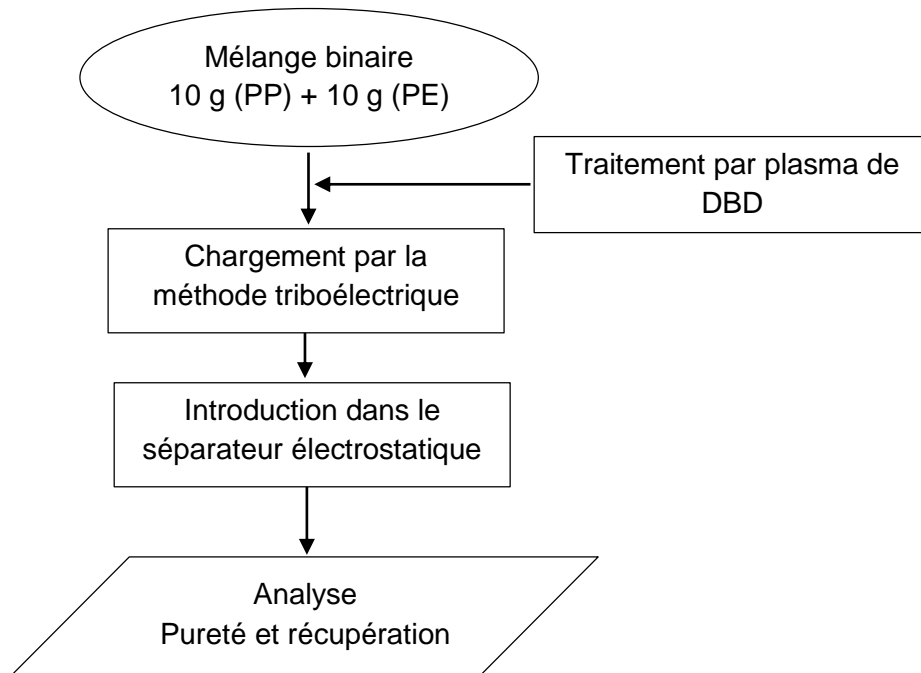 Mélange binaire
10 g (PP) + 10 g (PE)
Traitement par plasma de
DBD
Chargement par la
méthode triboélectrique
Introduction dans le
séparateur électrostatique
Analyse
Pureté et récupération